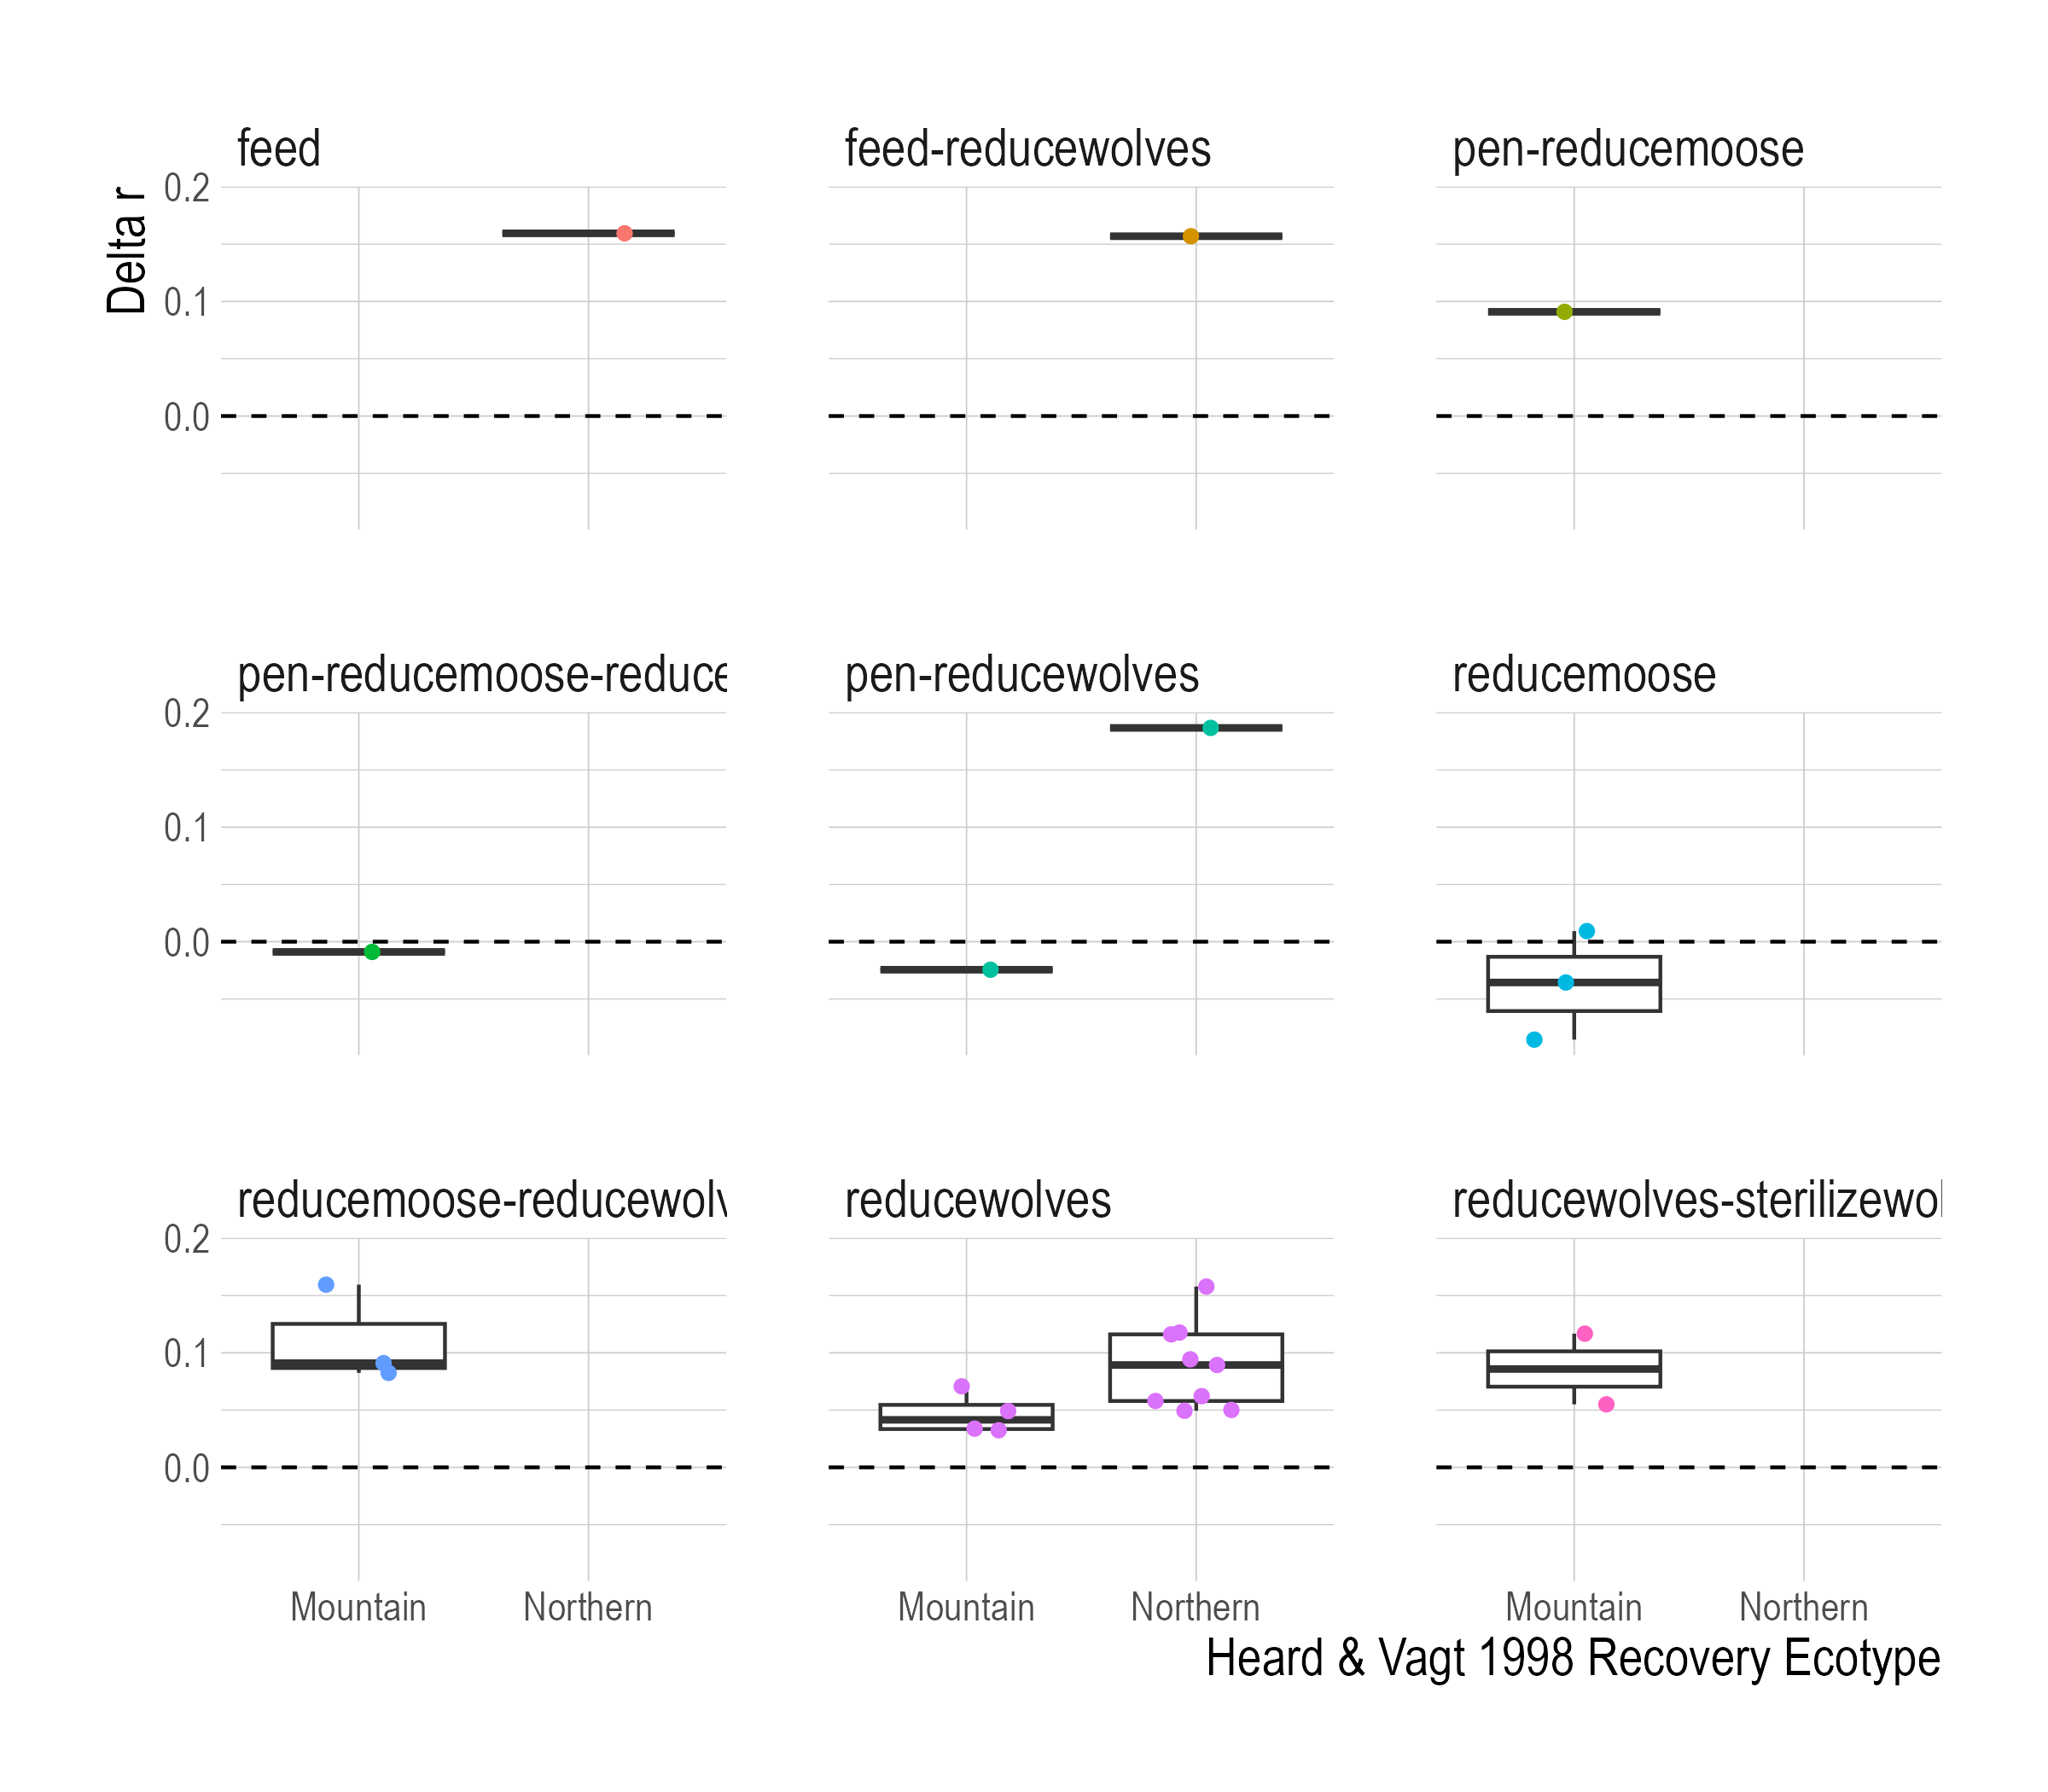 feed
feed-reducewolves
pen-reducemoose
Delta r
0.2
0.1
0.0
pen-reducemoose-reduce
pen-reducewolves
reducemoose
0.2
0.1
0.0
reducemoose-reducewolv
reducewolves
reducewolves-sterilizewol
0.2
0.1
0.0
Mountain Northern
Mountain Northern
Mountain Northern
Heard & Vagt 1998 Recovery Ecotype